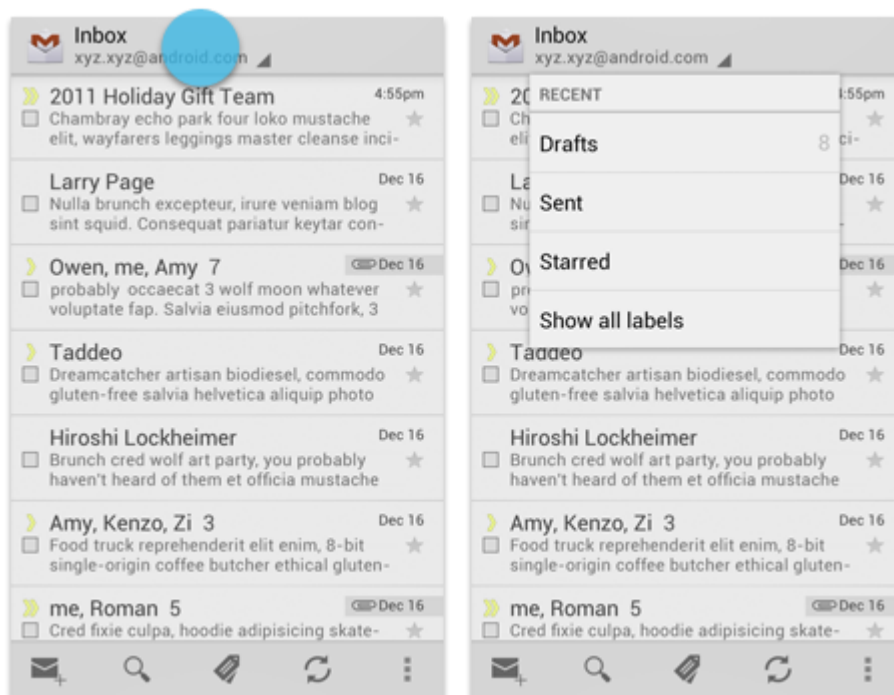 Inbox
xyz.xyz@android.com
2011 Holiday Gift Team 4:55pm
Chambray echo park four loko mustache
elit, wayfarers leggings master cleanse inci-
Larry Page Dec 16
Nulla brunch excepteur, irure veniam blog
sint squid. Consequat pariatur keytar con-
Owen, me, Amy 7 Dec 16
probably occaecat 3 wolf moon whatever
voluptate fap. Salvia eiusmod pitchfork, 3
Taddeo Dec 16
Dreamcatcher artisan biodiesel, commodo
gluten-free salvia helvetica aliquip photo
Hiroshi Lockheimer Dec 16
Brunch cred wolf art party, you probably
haven't heard of them et officia mustache
Amy, Kenzo, Zi 3 Dec 16
Food truck reprehenderit elit enim, 8-bit
single-origin coffee butcher ethical gluten-
me, Roman 5 Dec 16
Cred fixie culpa, hoodie adipisicing skate-
Inbox
xyz.xyz@android.com
RECENT
Drafts 8
Dec 16
Sent
Starred
Dec 16
Show all labels
Taddeo Dec 16
Dreamcatcher artisan biodiesel, commodo
gluten-free salvia helvetica aliquip photo
Hiroshi Lockheimer Dec 16
Brunch cred wolf art party, you probably
haven't heard of them et officia mustache
Amy, Kenzo, Zi 3 Dec 16
Food truck reprehenderit elit enim, 8-bit
single-origin coffee butcher ethical gluten-
me, Roman 5 Dec 16
Cred fixie culpa, hoodie adipisicing skate-